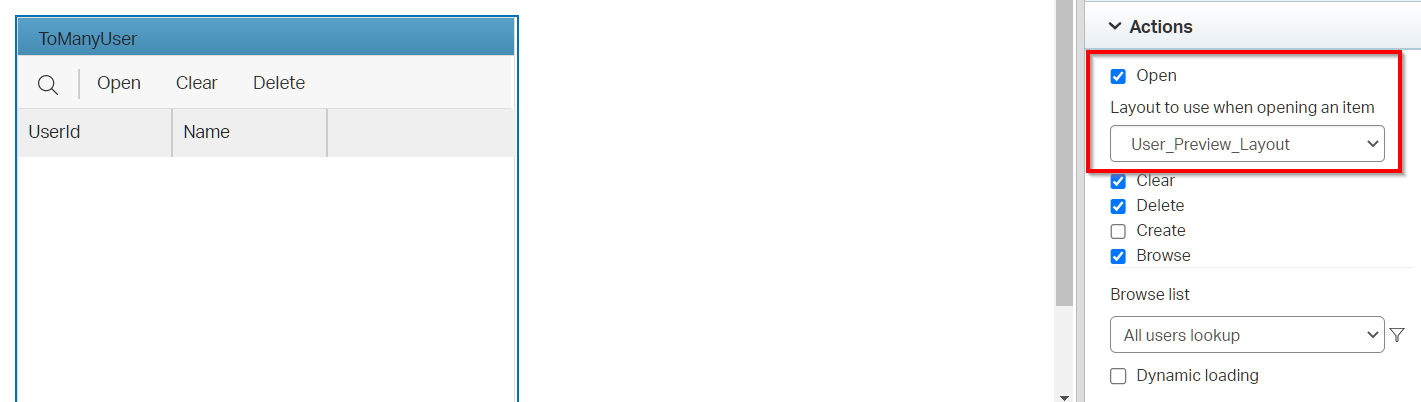 ToManyUser
Open Clear Delete
UserId Name
Actions
Open
Layout to use when opening an item
User_Preview_Layout
Clear
Delete
Create
Browse
Browse list
All users lookup
Dynamic loading